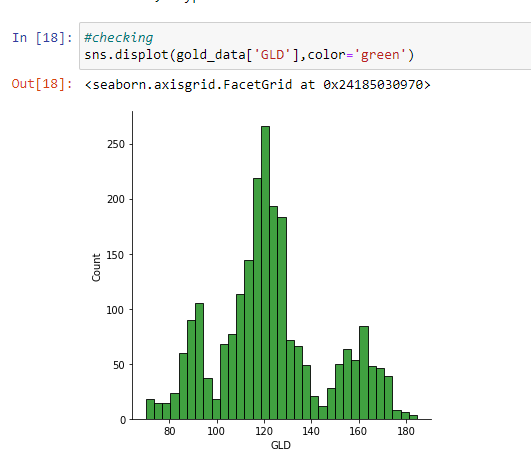 In [18]: #checking
sns.displot(gold_data['GLD'],color='green')
Out[18]: <seaborn.axisgrid.FacetGrid at 0x24185030970>
250
200
150
100
50
0
Count
80 100 120 140 160 180
GLD